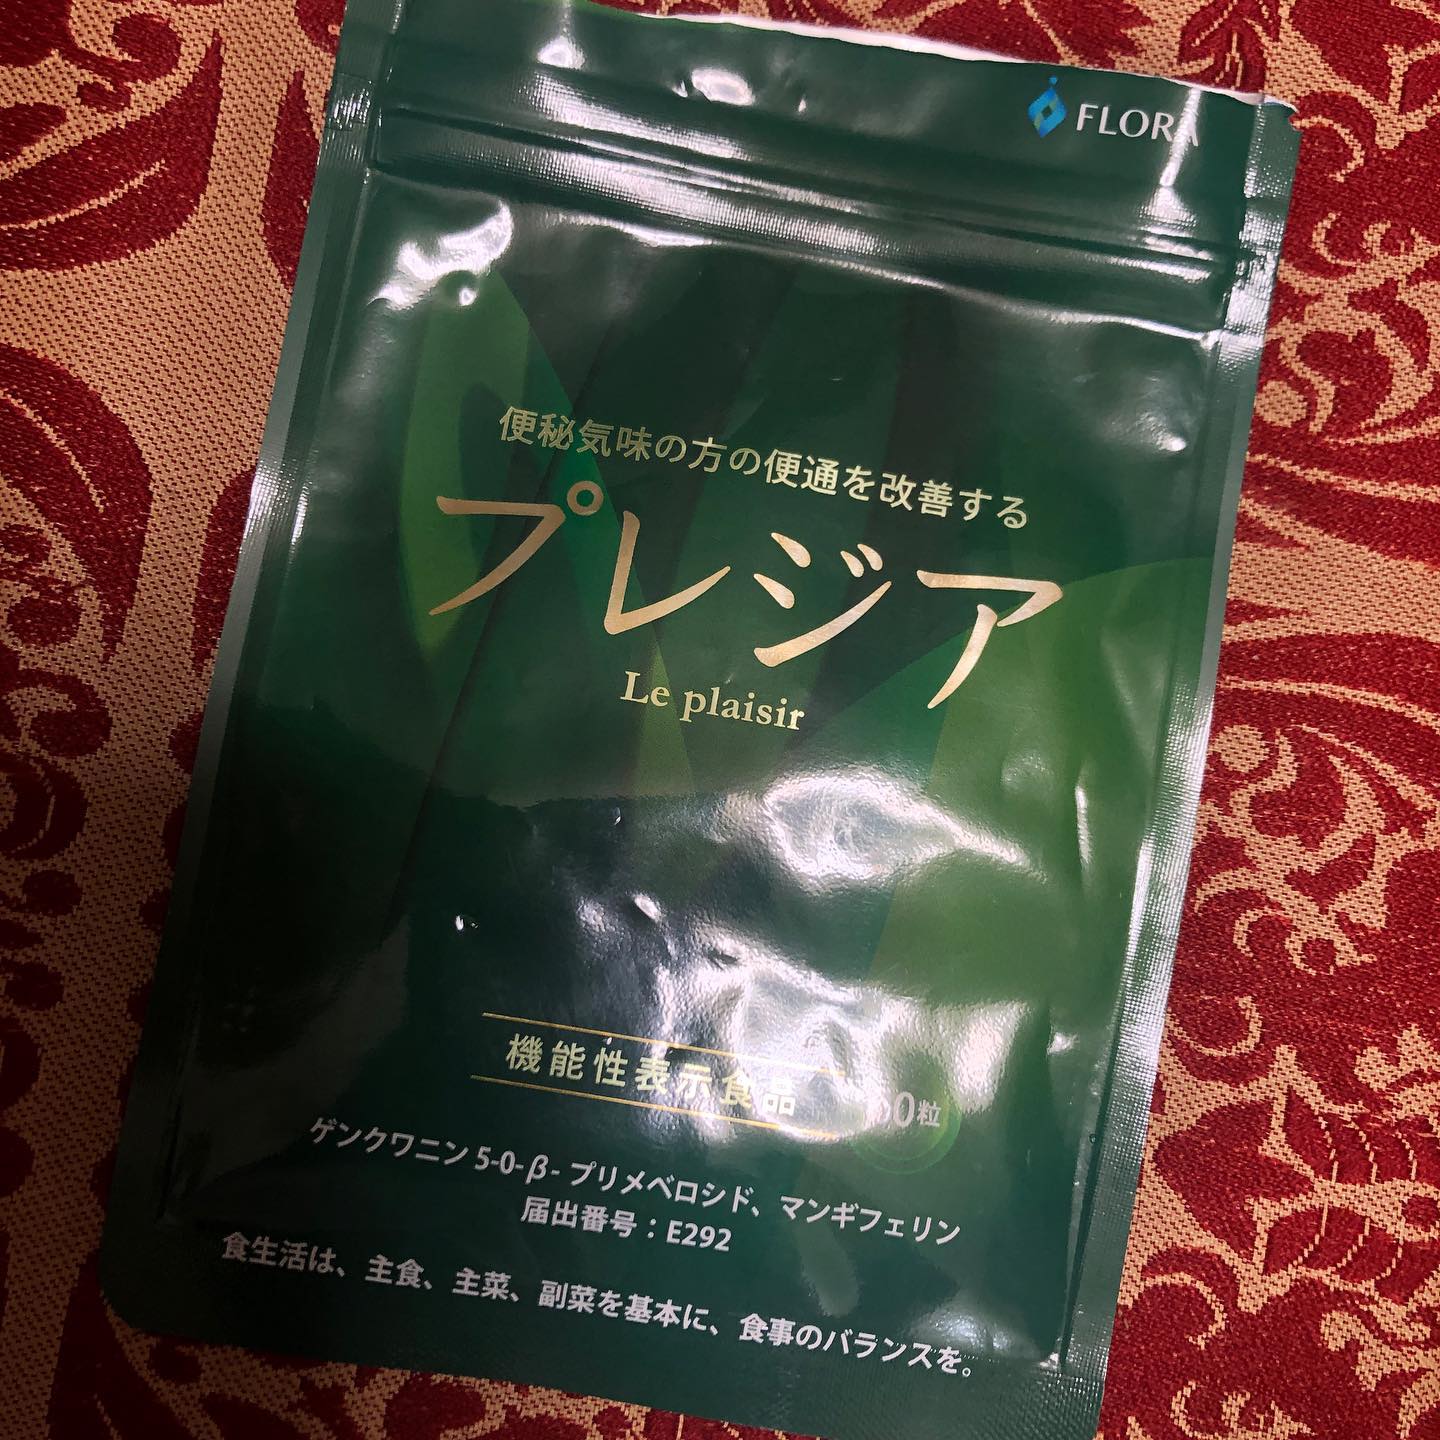 FLORA
便秘気味の方の便通を改善する
プレジア
Le plaisir
機能性表示食品
ゲンクワニン 5-0-β- プリメベロシド、マンギフェリン
届出番号：E292
食生活は、主食、主菜、副菜を基本に、食事のバランスを。